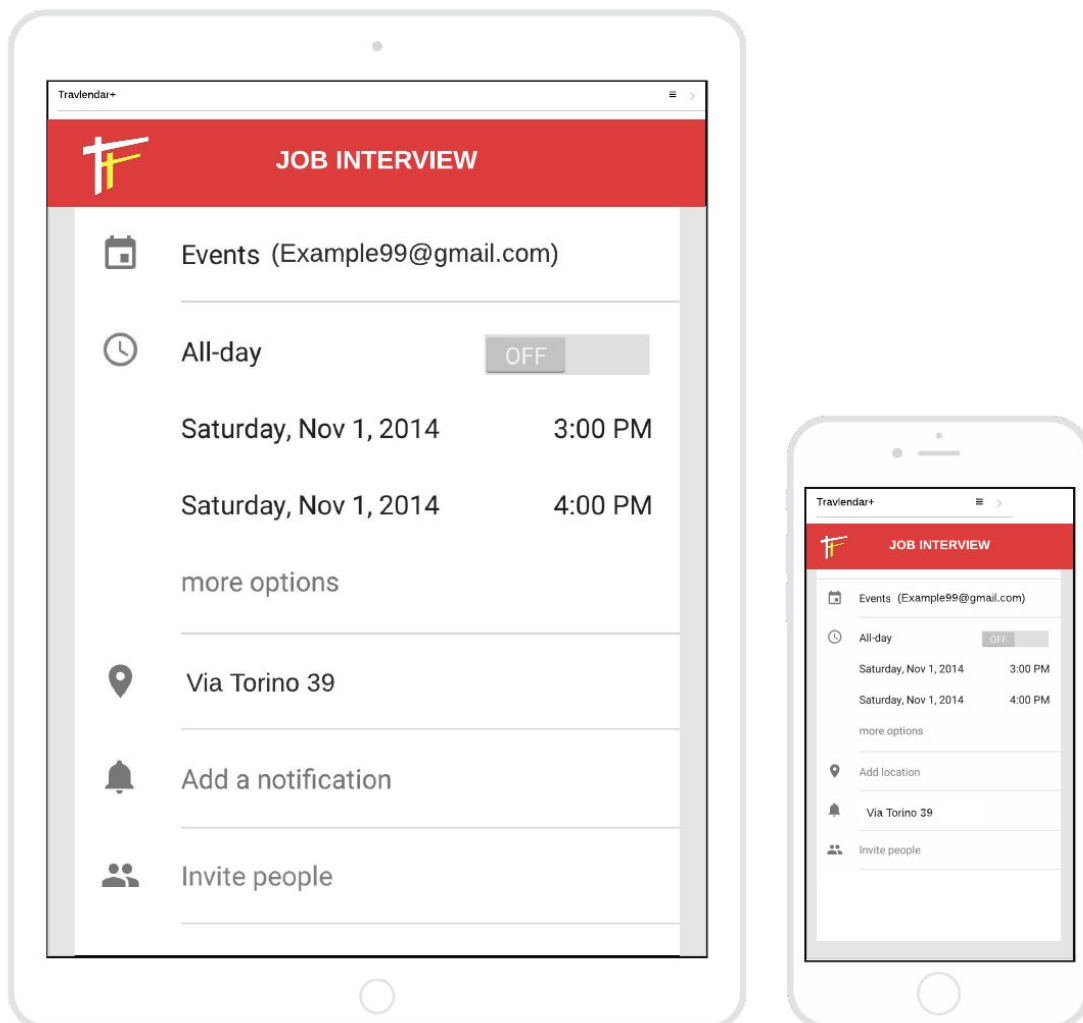 Travlendar+
JOB INTERVIEW
Events (Example99@gmail.com)
All-day OFF
Saturday, Nov 1, 2014 3:00 PM
Saturday, Nov 1, 2014 4:00 PM
more options
Via Torino 39
Add a notification
Invite people
Travlendar+
JOB INTERVIEW
Events (Example99@gmail.com)
All-day OFF
Saturday, Nov 1, 2014 3:00 PM
Saturday, Nov 1, 2014 4:00 PM
more options
Add location
Via Torino 39
Invite people